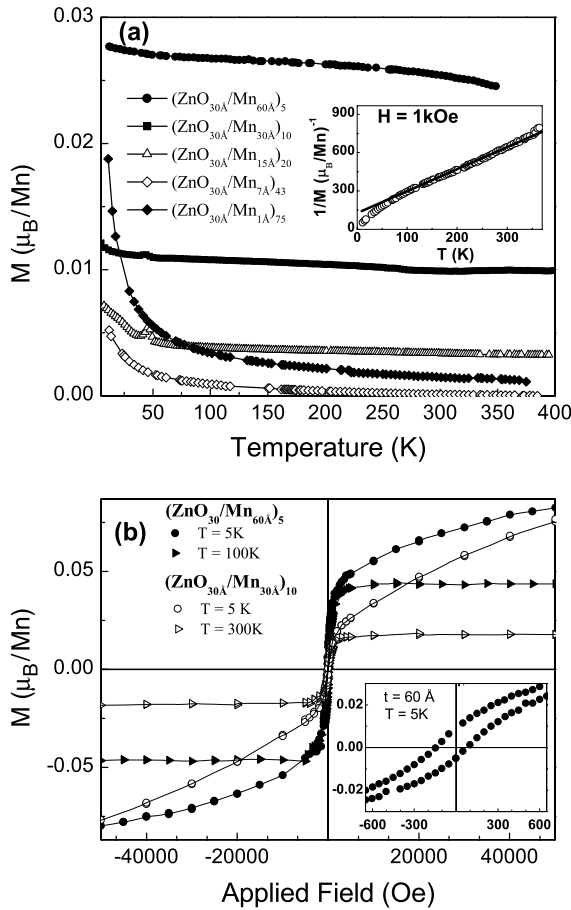 0.03
(a)
(ZnO30Å/Mn60Å)5
(ZnO30Å/Mn30Å)10
(ZnO30Å/Mn15Å)20
(ZnO30Å/Mn7Å)43
(ZnO30Å/Mn1Å)75
0.02
0.01
0.00
M (μB/Mn)
H = 1kOe
900
600
300
0
1/M (μB/Mn)-1
0 100 200 300
T (K)
50 100 150 200 250 300 350 400
Temperature (K)
(b)
(ZnO30/Mn60Å)5
T = 5K
T = 100K
(ZnO30Å/Mn30Å)10
T = 5 K
T = 300K
0.05
0.00
-0.05
M (μB/Mn)
t = 60 Å
T = 5K
0.02
0.00
-0.02
-600 -300 0 300 600
-40000 -20000 20000 40000
Applied Field (Oe)